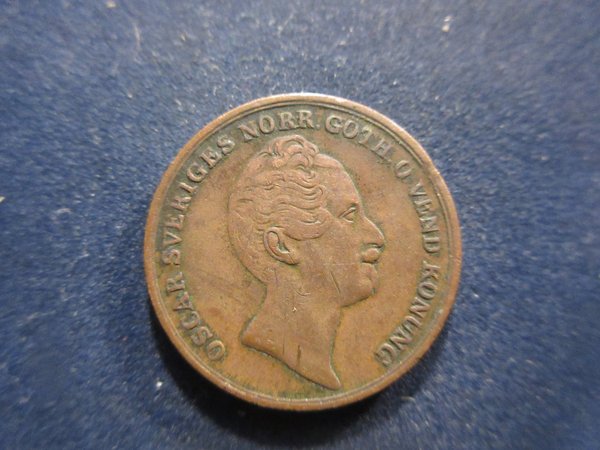 OSCAR SVERIGES NORR. GOTH. O. VEND. KONUNG